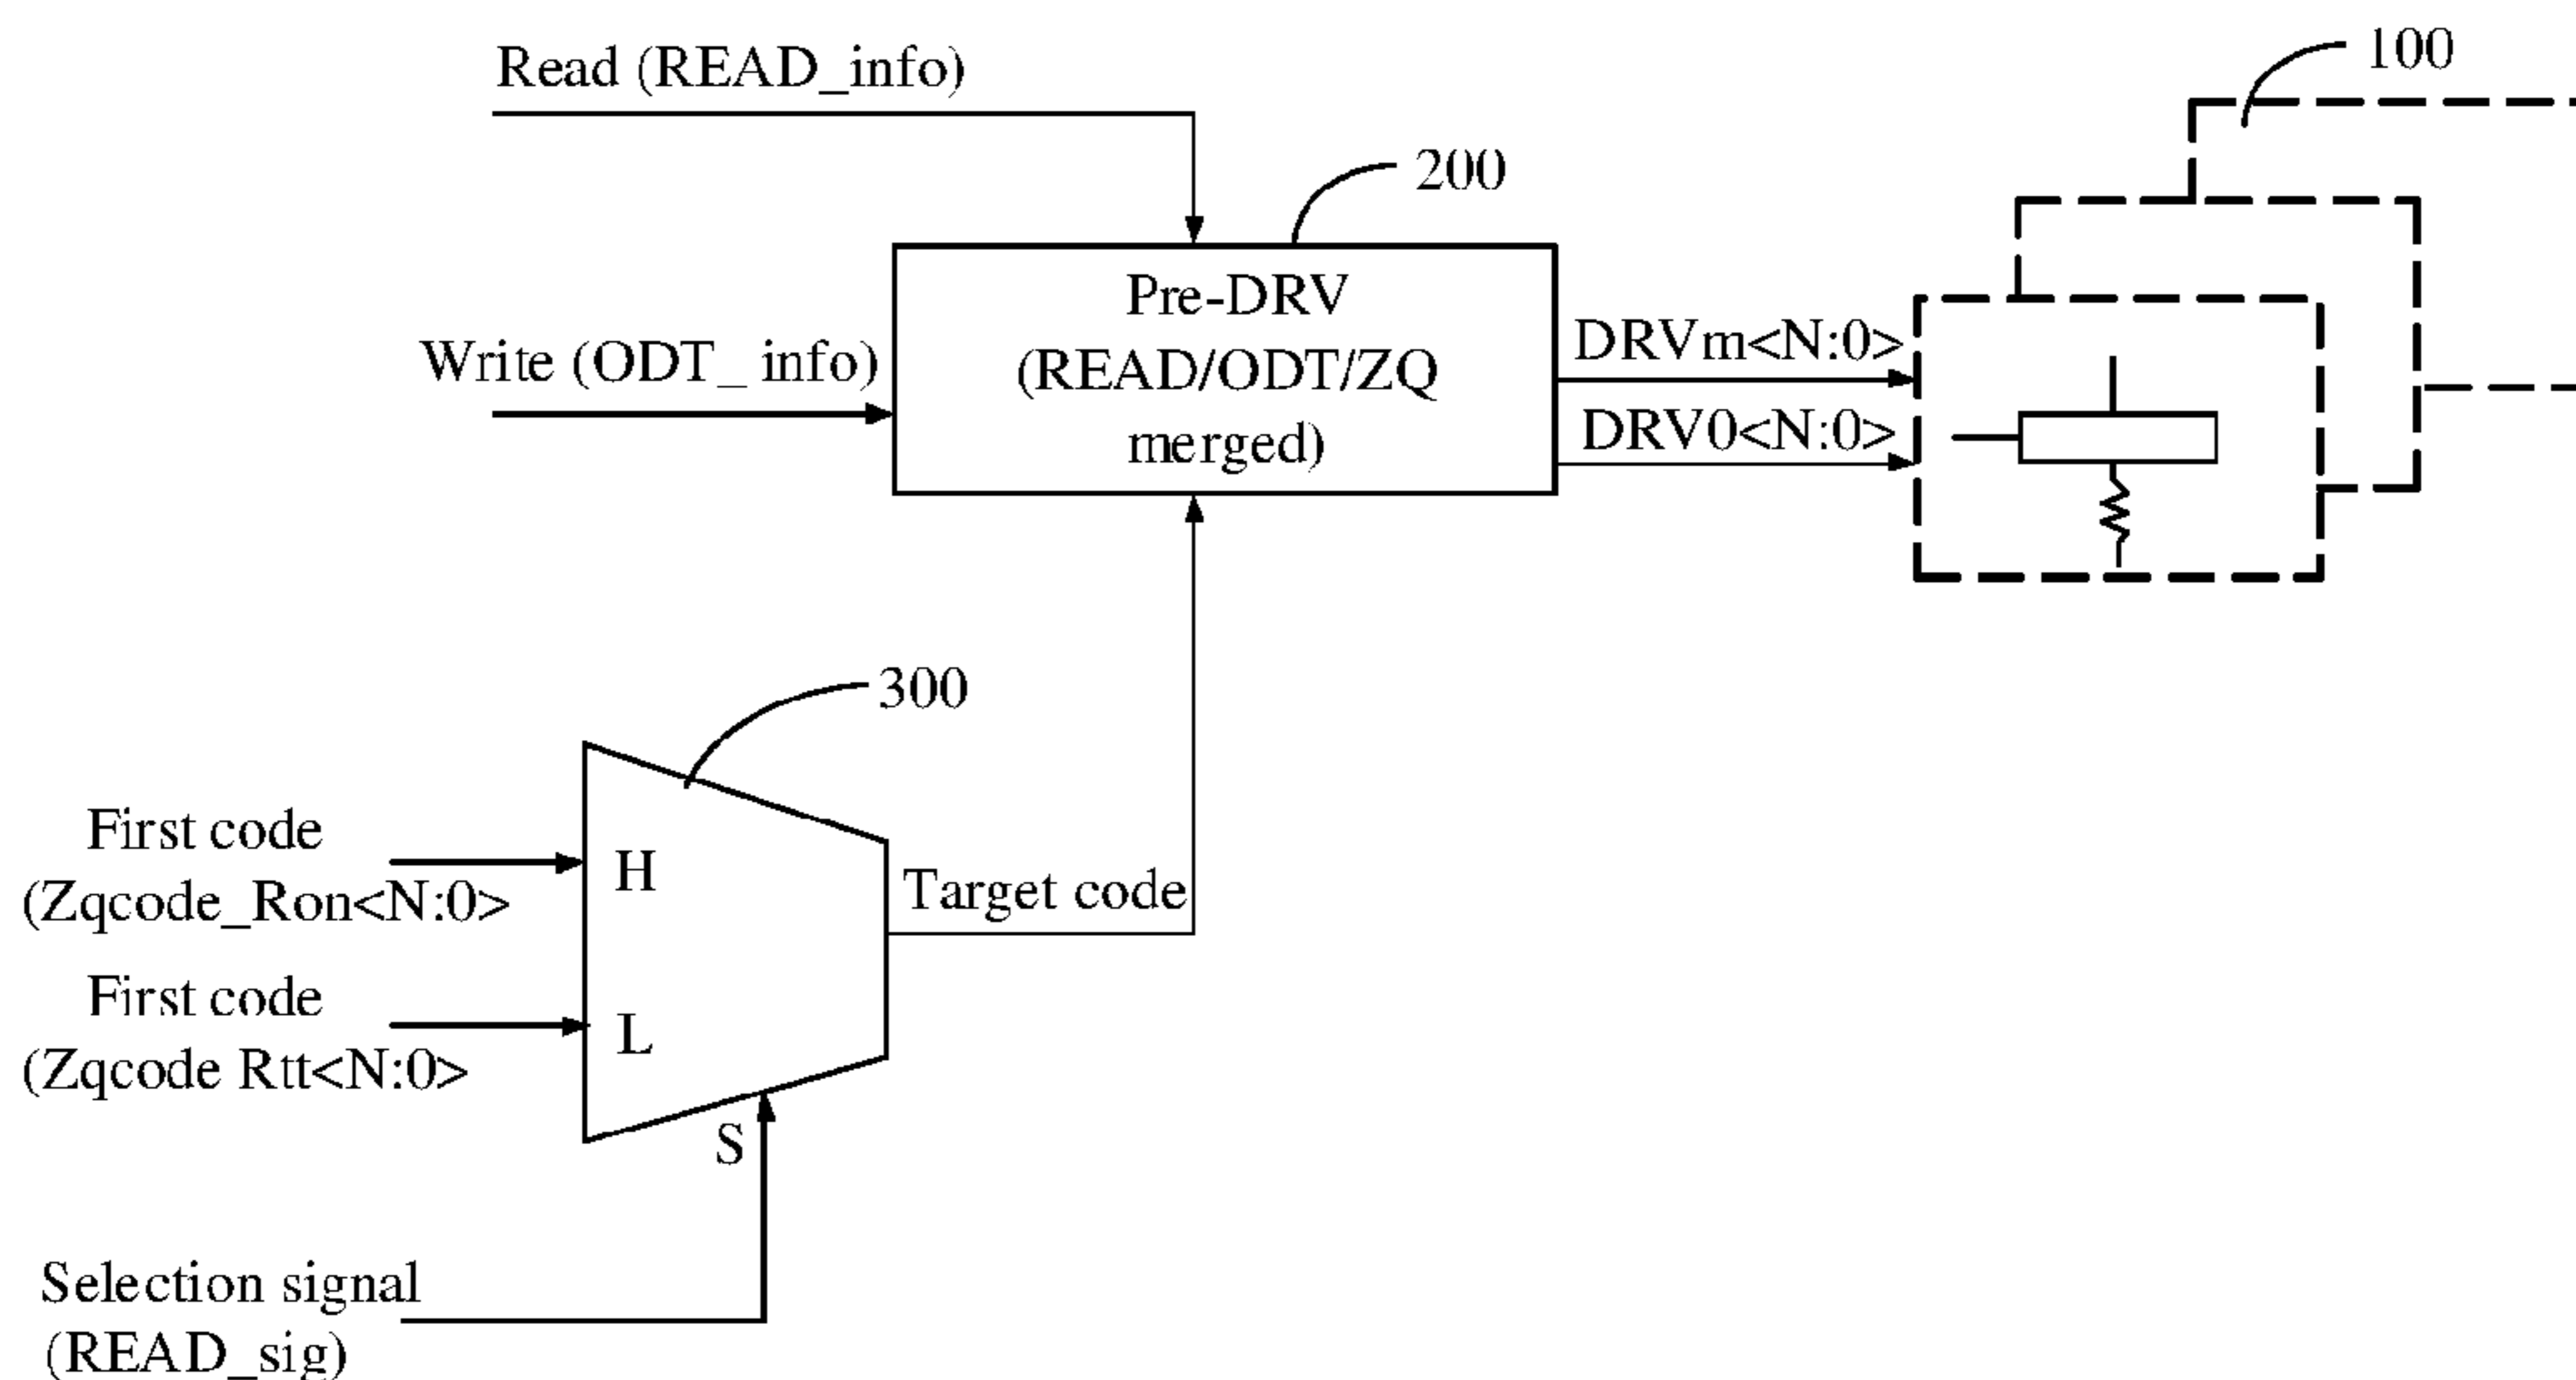 Read (READ_info)
100
200
Pre-DRV
(READ/ODT/ZQ
merged)
Write (ODT_ info)
DRVm<N:0>
DRV0<N:0>
300
First code
(Zqcode_Ron<N:0>
H
Target code
First code
(Zqcode Rtt<N:0>
L
S
Selection signal
(READ_sig)